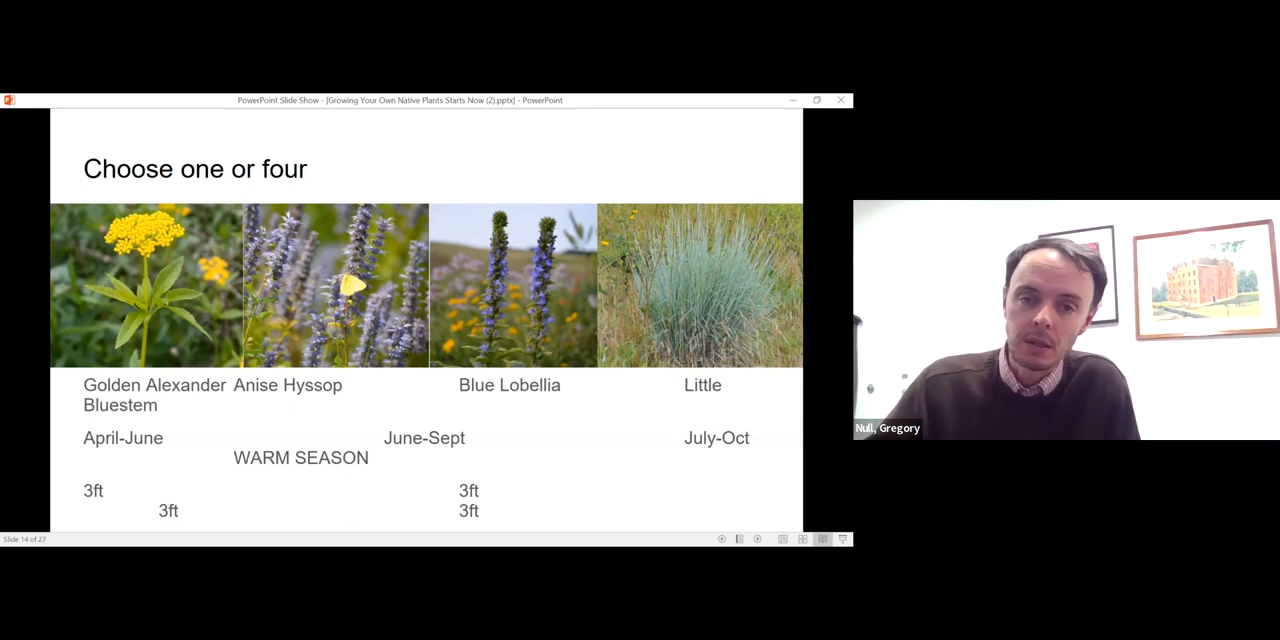 PowerPoint Slide Show - [Growing Your Own Native Plants Starts Now (2).pptx] - PowerPoint
Choose one or four
Golden Alexander Anise Hyssop Blue Lobellia Little
Bluestem
April-June June-Sept July-Oct
WARM SEASON
3ft 3ft
3ft 3ft
Slide 14 of 27
Null, Gregory